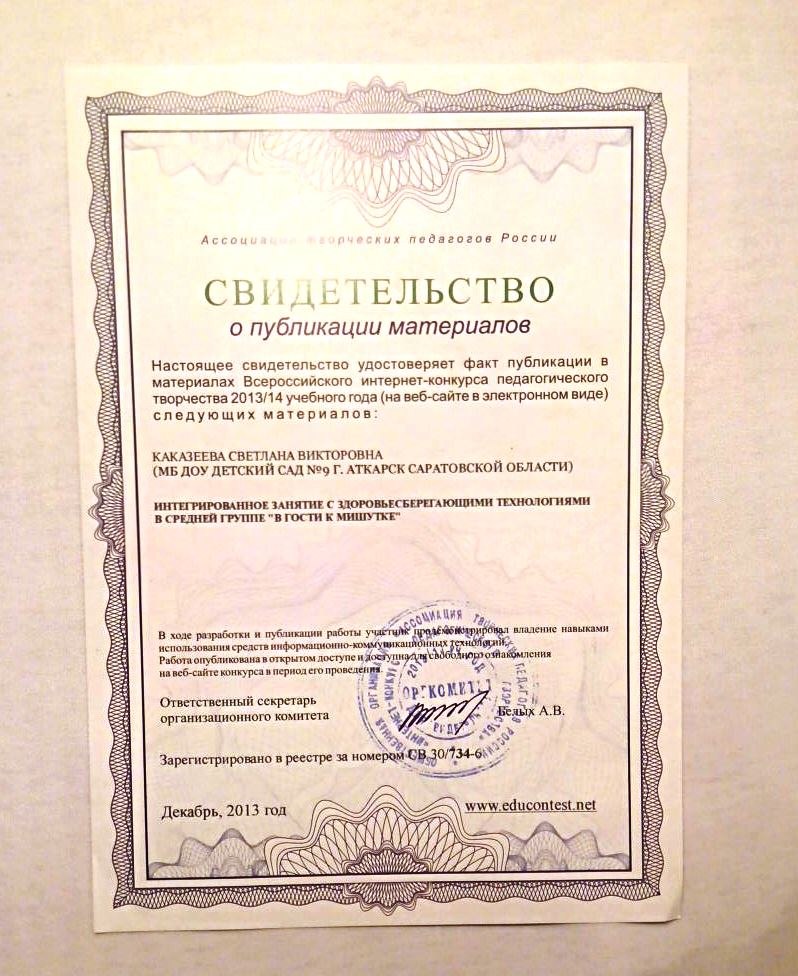 Ассоциация творческих педагогов России
СВИДЕТЕЛЬСТВО
о публикации материалов
Настоящее свидетельство удостоверяет факт публикации в
материалах Всероссийского интернет-конкурса педагогического
творчества 2013/14 учебного года (на веб-сайте в электронном виде)
следующих материалов:
КАКАЗЕЕВА СВЕТЛАНА ВИКТОРОВНА
(МБ ДОУ ДЕТСКИЙ САД №9 Г. АТКАРСК САРАТОВСКОЙ ОБЛАСТИ)
ИНТЕГРИРОВАННОЕ ЗАНЯТИЕ С ЗДОРОВЬЕСБЕРЕГАЮЩИМИ ТЕХНОЛОГИЯМИ
В СРЕДНЕЙ ГРУППЕ "В ГОСТИ К МИШУТКЕ"
В ходе разработки и публикации работы участник продемонстрировал владение навыками
использования средств информационно-коммуникационных технологий.
Работа опубликована в открытом доступе и доступна для свободного ознакомления
на веб-сайте конкурса в период его проведения.
Ответственный секретарь
организационного комитета
Белых А.В.
ОРГКОМИТЕТ
Зарегистрировано в реестре за номером СВ 30/734-6
Декабрь, 2013 год
www.educontest.net